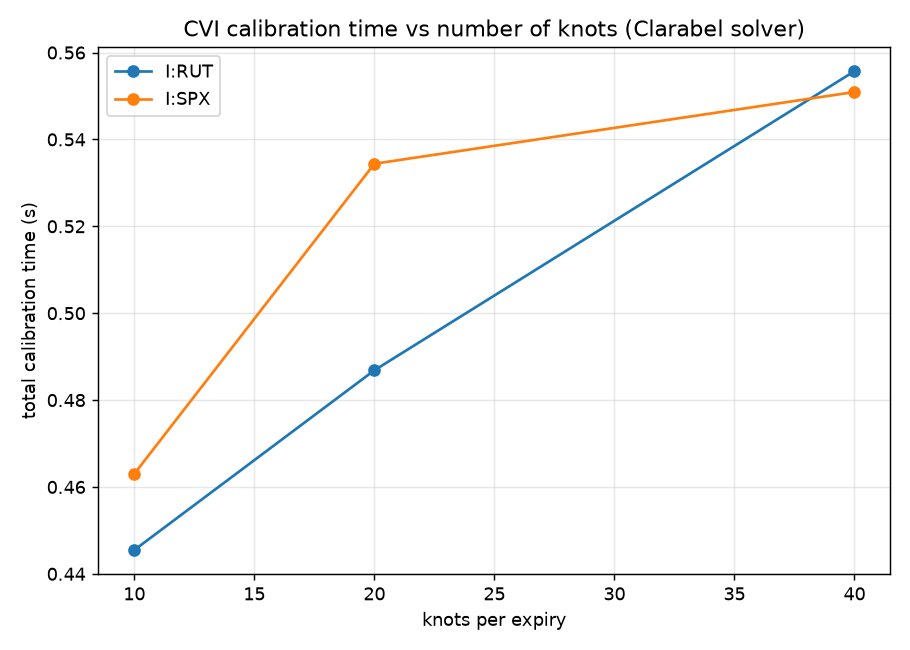 CVI calibration time vs number of knots (Clarabel solver)
I:RUT
I:SPX
total calibration time (s)
0.56
0.54
0.52
0.50
0.48
0.46
0.44
10 15 20 25 30 35 40
knots per expiry